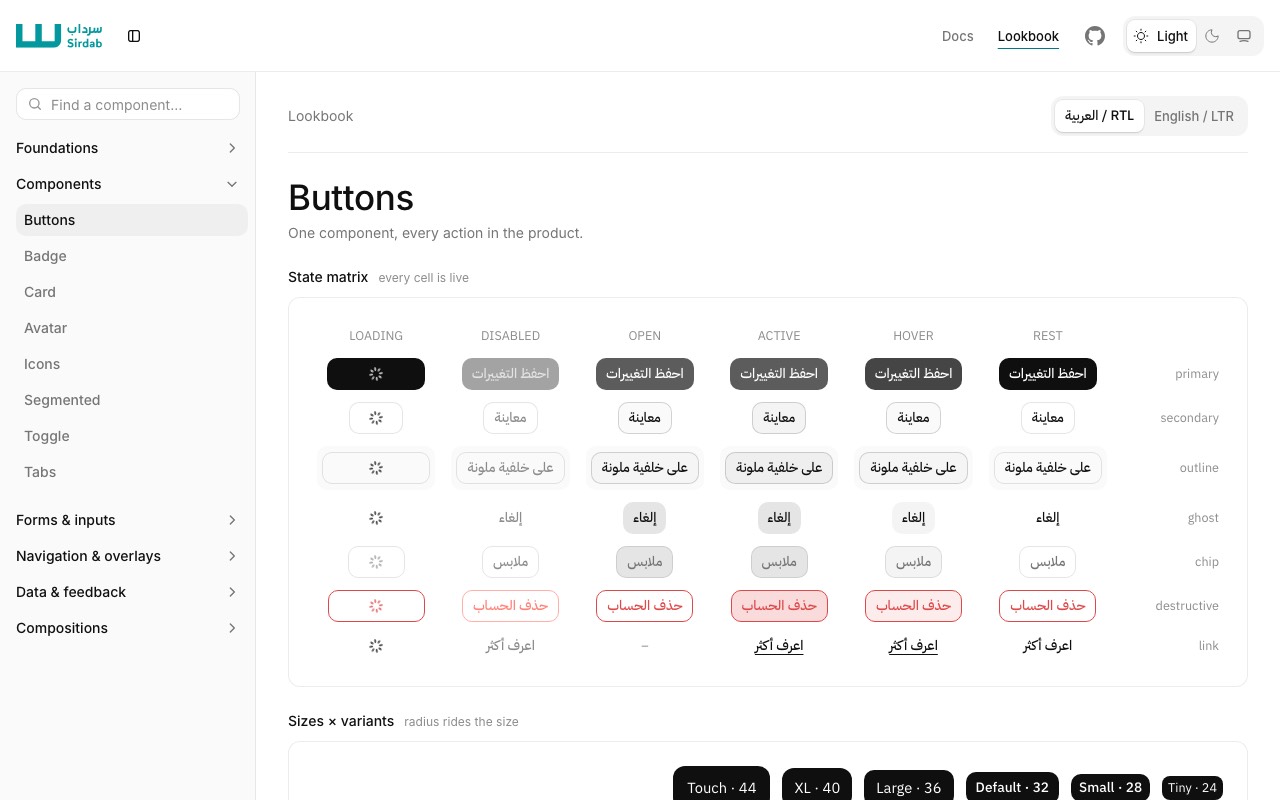 سرداب
Sirdab
Docs
Lookbook
Light
Find a component...
Foundations
Components
Buttons
Badge
Card
Avatar
Icons
Segmented
Toggle
Tabs
Forms & inputs
Navigation & overlays
Data & feedback
Compositions
Lookbook
العربية / RTL
English / LTR
Buttons
One component, every action in the product.
State matrix every cell is live
LOADING DISABLED OPEN ACTIVE HOVER REST
احفظ التغييرات احفظ التغييرات احفظ التغييرات احفظ التغييرات احفظ التغييرات primary
معاينة معاينة معاينة معاينة معاينة secondary
على خلفية ملونة على خلفية ملونة على خلفية ملونة على خلفية ملونة على خلفية ملونة outline
إلغاء إلغاء إلغاء إلغاء إلغاء ghost
ملابس ملابس ملابس ملابس ملابس chip
حذف الحساب حذف الحساب حذف الحساب حذف الحساب حذف الحساب destructive
اعرف أكثر – اعرف أكثر اعرف أكثر اعرف أكثر link
Sizes × variants radius rides the size
Touch · 44 XL · 40 Large · 36 Default · 32 Small · 28 Tiny · 24